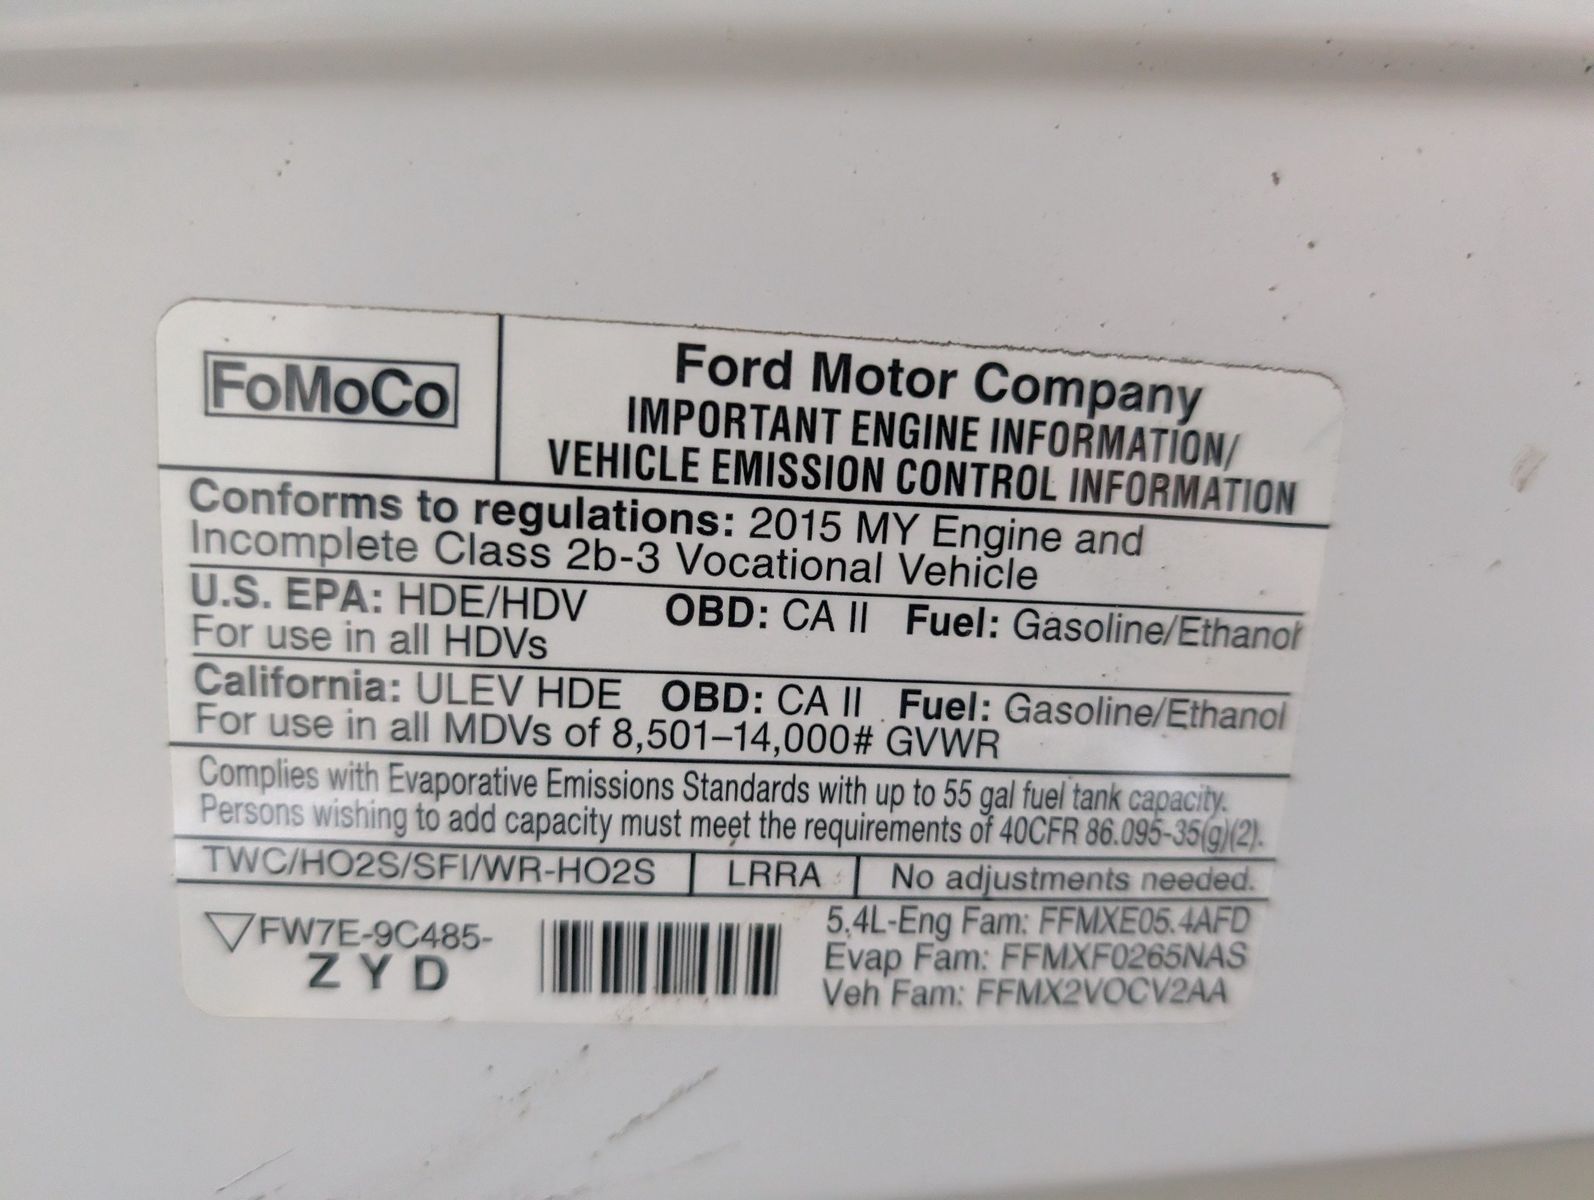 FoMoCo
Ford Motor Company
IMPORTANT ENGINE INFORMATION/
VEHICLE EMISSION CONTROL INFORMATION
Conforms to regulations: 2015 MY Engine and
Incomplete Class 2b-3 Vocational Vehicle
U.S. EPA: HDE/HDV OBD: CA II Fuel: Gasoline/Ethanol
For use in all HDVs
California: ULEV HDE OBD: CA II Fuel: Gasoline/Ethanol
For use in all MDVs of 8,501–14,000# GVWR
Complies with Evaporative Emissions Standards with up to 55 gal fuel tank capacity.
Persons wishing to add capacity must meet the requirements of 40CFR 86.095-35(g)(2).
TWC/HO2S/SFI/WR-HO2S LRRA No adjustments needed.
FW7E-9C485-
ZYD
5.4L-Eng Fam: FFMXE05.4AFD
Evap Fam: FFMXF0265NAS
Veh Fam: FFMX2VOCV2AA